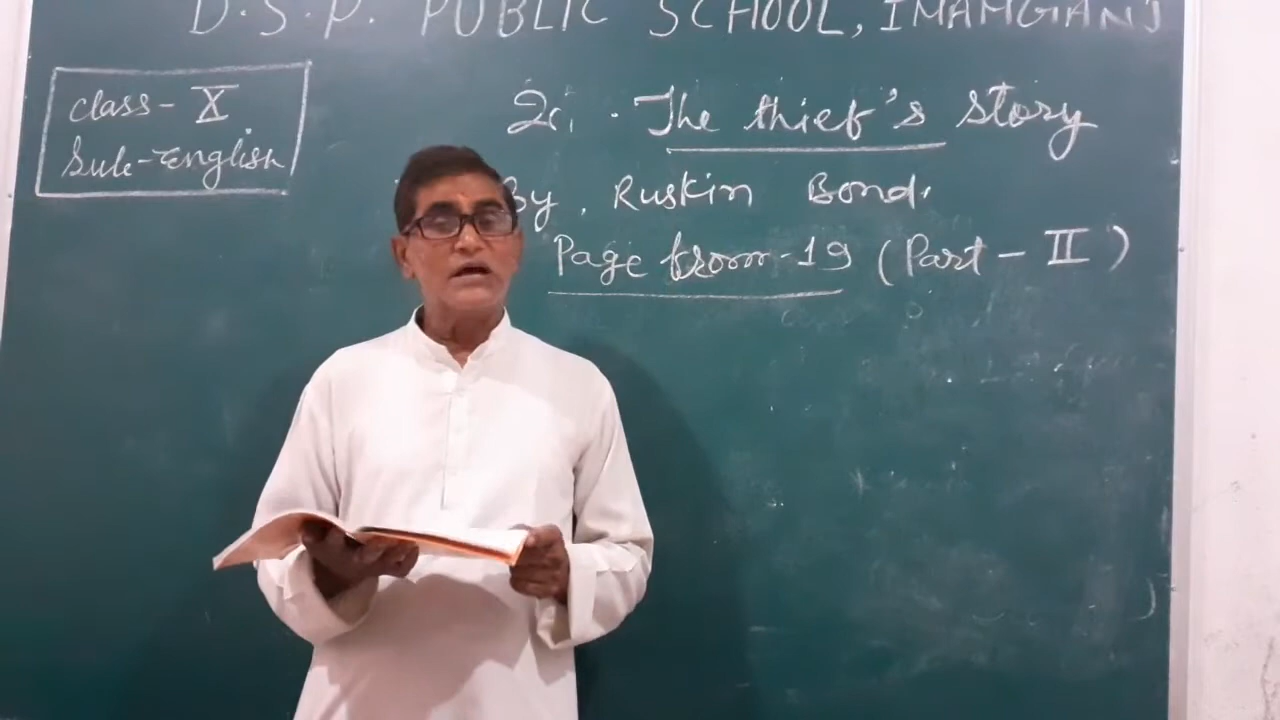 D.S.P. PUBLIC SCHOOL, IMAMGANJ
class- X
Sub-English
2. The thief's story
By, Ruskin Bond.
Page from-19 (Part-II)